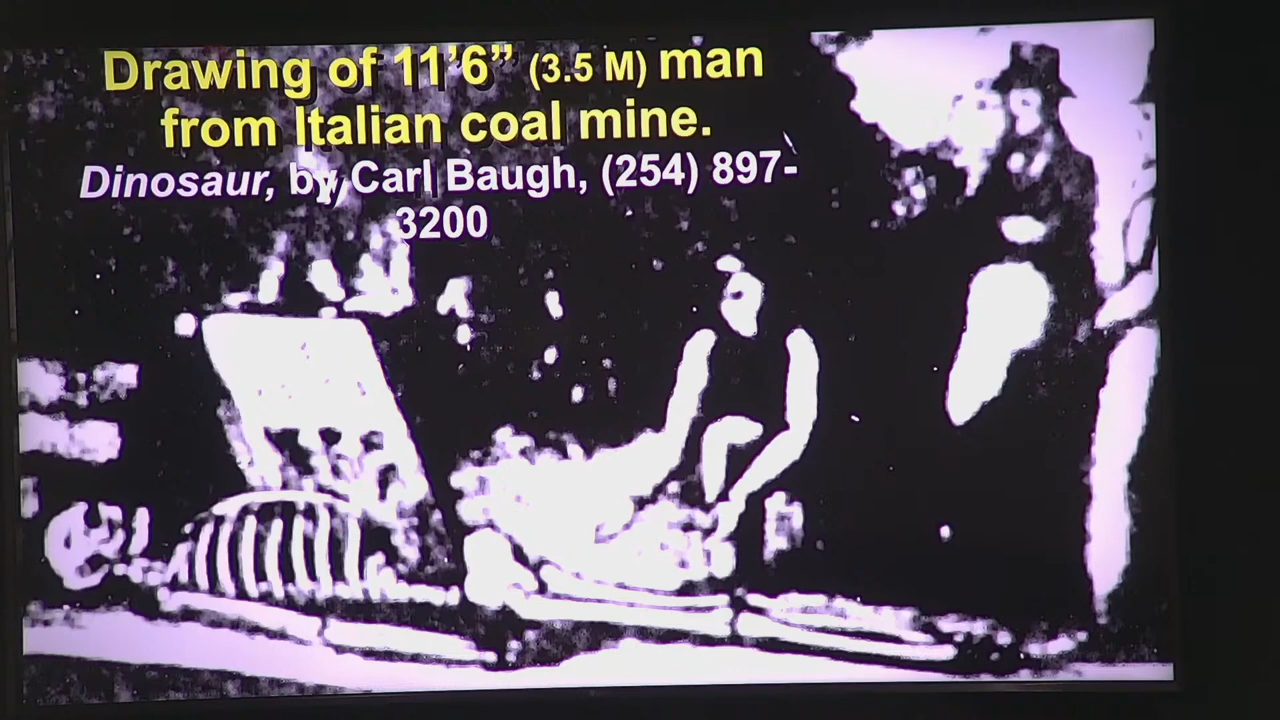 Drawing of 11’6” (3.5 M) man
from Italian coal mine.
Dinosaur, by Carl Baugh, (254) 897-
3200